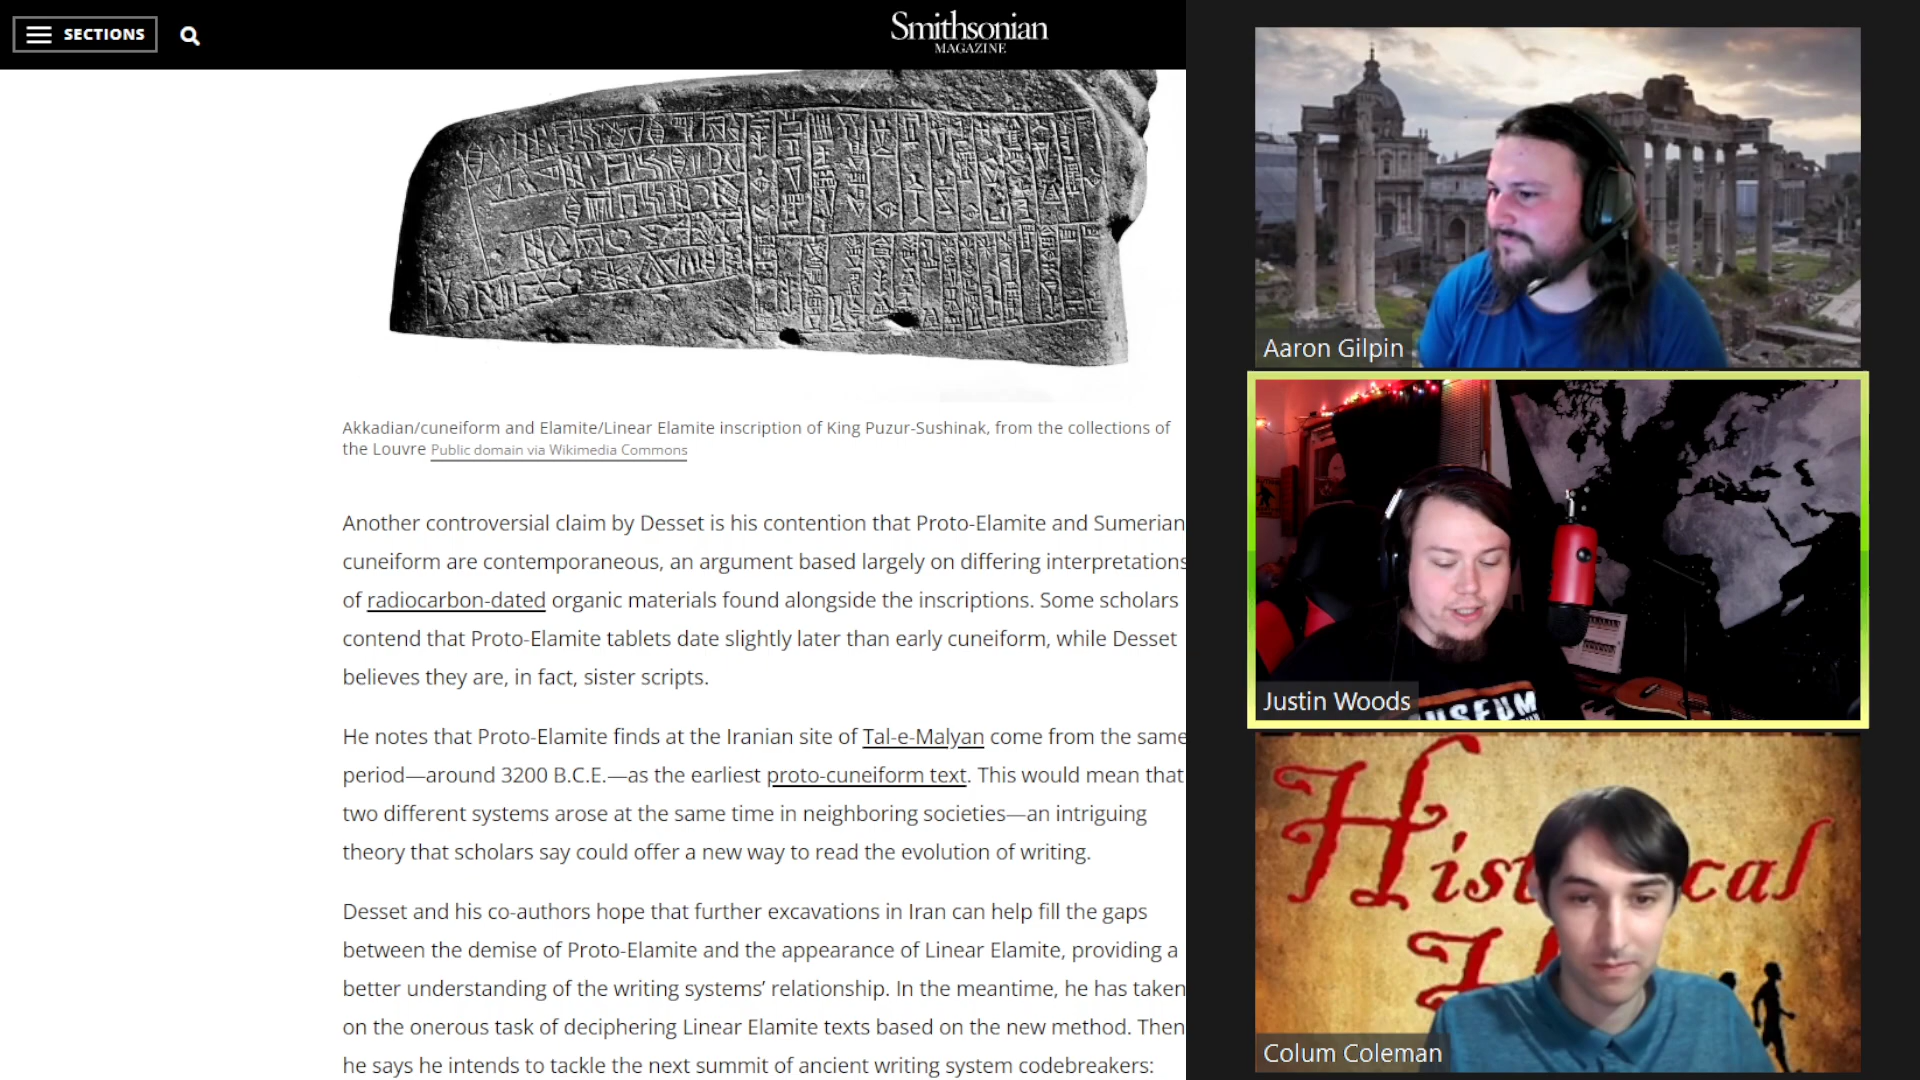 SECTIONS
Smithsonian
MAGAZINE
Akkadian/cuneiform and Elamite/Linear Elamite inscription of King Puzur-Sushinak, from the collections of
the Louvre Public domain via Wikimedia Commons
Another controversial claim by Desset is his contention that Proto-Elamite and Sumerian
cuneiform are contemporaneous, an argument based largely on differing interpretations
of radiocarbon-dated organic materials found alongside the inscriptions. Some scholars
contend that Proto-Elamite tablets date slightly later than early cuneiform, while Desset
believes they are, in fact, sister scripts.
He notes that Proto-Elamite finds at the Iranian site of Tal-e-Malyan come from the same
period—around 3200 B.C.E.—as the earliest proto-cuneiform text. This would mean that
two different systems arose at the same time in neighboring societies—an intriguing
theory that scholars say could offer a new way to read the evolution of writing.
Desset and his co-authors hope that further excavations in Iran can help fill the gaps
between the demise of Proto-Elamite and the appearance of Linear Elamite, providing a
better understanding of the writing systems' relationship. In the meantime, he has taken
on the onerous task of deciphering Linear Elamite texts based on the new method. Then
he says he intends to tackle the next summit of ancient writing system codebreakers:
Aaron Gilpin
Justin Woods
Colum Coleman